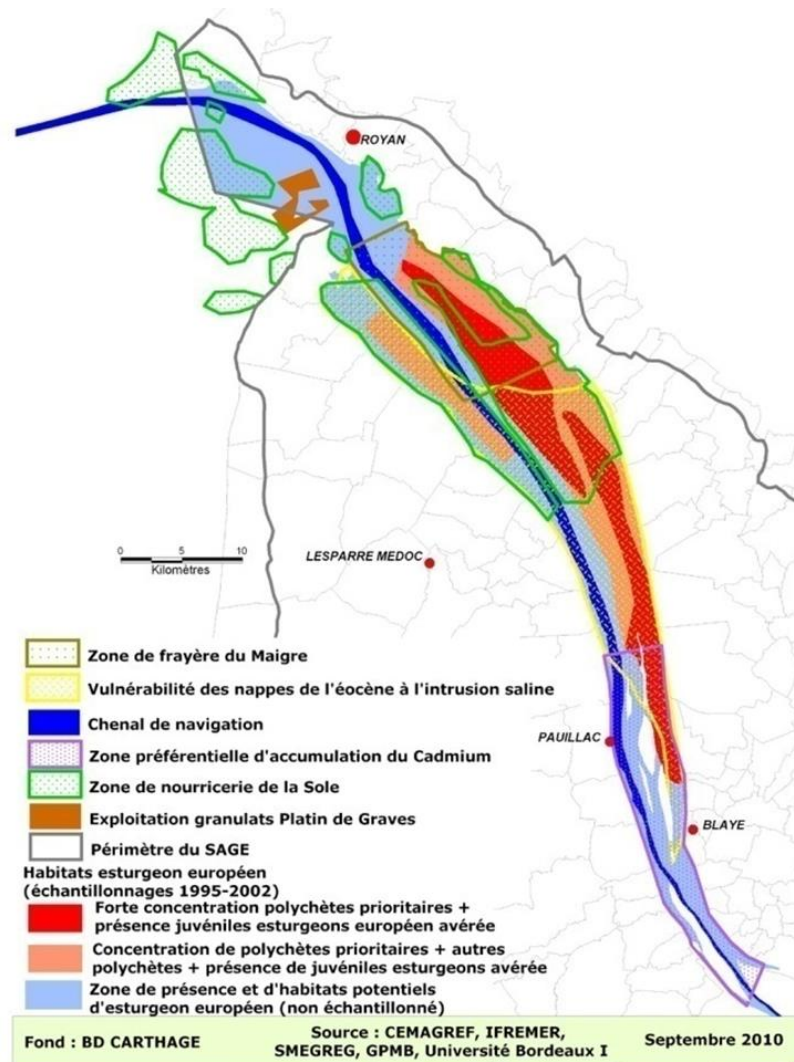 ROYAN
0 5 10
Kilomètres
LESPARRE MEDOC
PAUILLAC
BLAYE
Zone de frayère du Maigre
Vulnérabilité des nappes de l'éocène à l'intrusion saline
Chenal de navigation
Zone préférentielle d'accumulation du Cadmium
Zone de nourricerie de la Sole
Exploitation granulats Platin de Graves
Périmètre du SAGE
Habitats esturgeon européen
(échantillonnages 1995-2002)
Forte concentration polychètes prioritaires +
présence juvéniles esturgeons européen avérée
Concentration de polychètes prioritaires + autres
polychètes + présence de juvéniles esturgeons avérée
Zone de présence et d'habitats potentiels
d'esturgeon européen (non échantillonné)
Fond : BD CARTHAGE
Source : CEMAGREF, IFREMER,
SMEGREG, GPMB, Université Bordeaux I
Septembre 2010